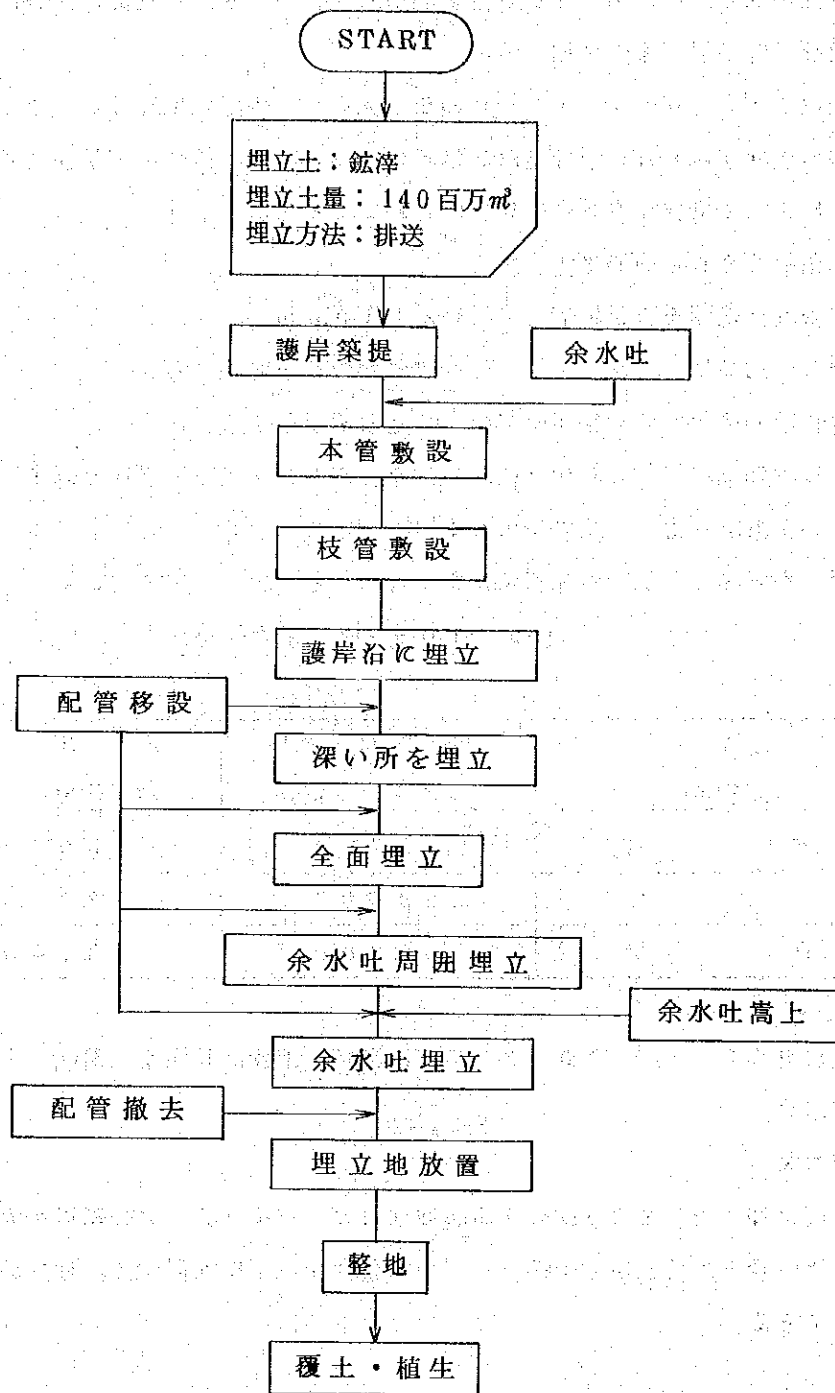 START
埋立土：鉱滓
埋立土量：140百万㎥
埋立方法：排送
護岸築提
余水吐
本管敷設
枝管敷設
護岸沿に埋立
配管移設
深い所を埋立
全面埋立
余水吐周囲埋立
余水吐嵩上
余水吐埋立
配管撤去
埋立地放置
整地
覆土・植生